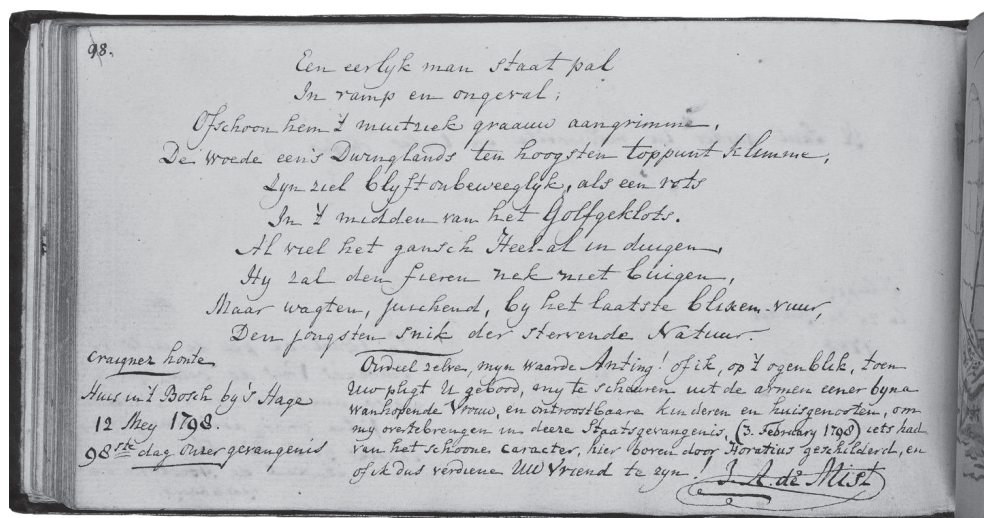 98.
Een eerlyk man staat pal
In ramp en ongeval;
Ofschoon hem 't muitziek graauw aangrimme,
De woede eens Dwinglands ten hoogsten toppunt klimme,
Zyn ziel blyft onbeweeglyk, als een rots
In 't midden van het Golfgeklots.
Al viel het gansch Heel-al in duigen,
Hy zal den fieren nek niet buigen,
Maar wagten, juichend, by het laatste blixem-vuur,
Den jongsten snik der stervende Natuur.
craignez honte
Huis in 't Bosch by 's Hage
12 Mey 1798.
98ste dag onzer gevangenis
Oordeel zelve, myn waarde Anting! of ik, op 't ogenblik, toen
Uw pligt U gebood, my te scheuren uit de armen eener byna
wanhopende Vrouw, en ontroostbaare kinderen en huisgenoten, om
my overtebrengen in deeze Staatsgevangenis, (3. February 1798) iets had
van het schoone caracter, hier boven door Horatius geschilderd, en
of ik dus verdiene UW Vriend te zyn!
J. A. de Mist